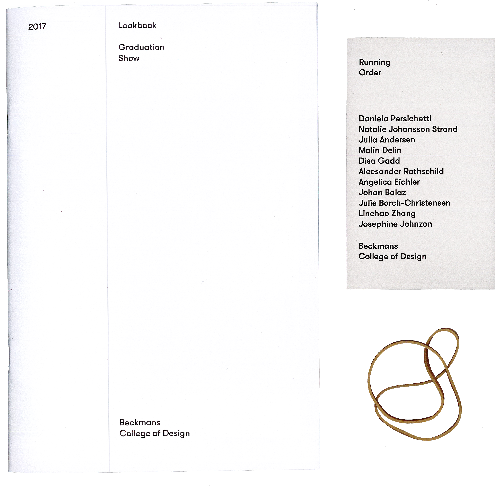 2017
Lookbook
Graduation
Show
Beckmans
College of Design
Running
Order
Daniela Persichetti
Natalie Johansson Strand
Julia Andersen
Malin Delin
Disa Gadd
Alecsander Rothschild
Angelica Eichler
Johan Balaz
Julie Borch-Christensen
Linchao Zhang
Josephine Johnzon
Beckmans
College of Design